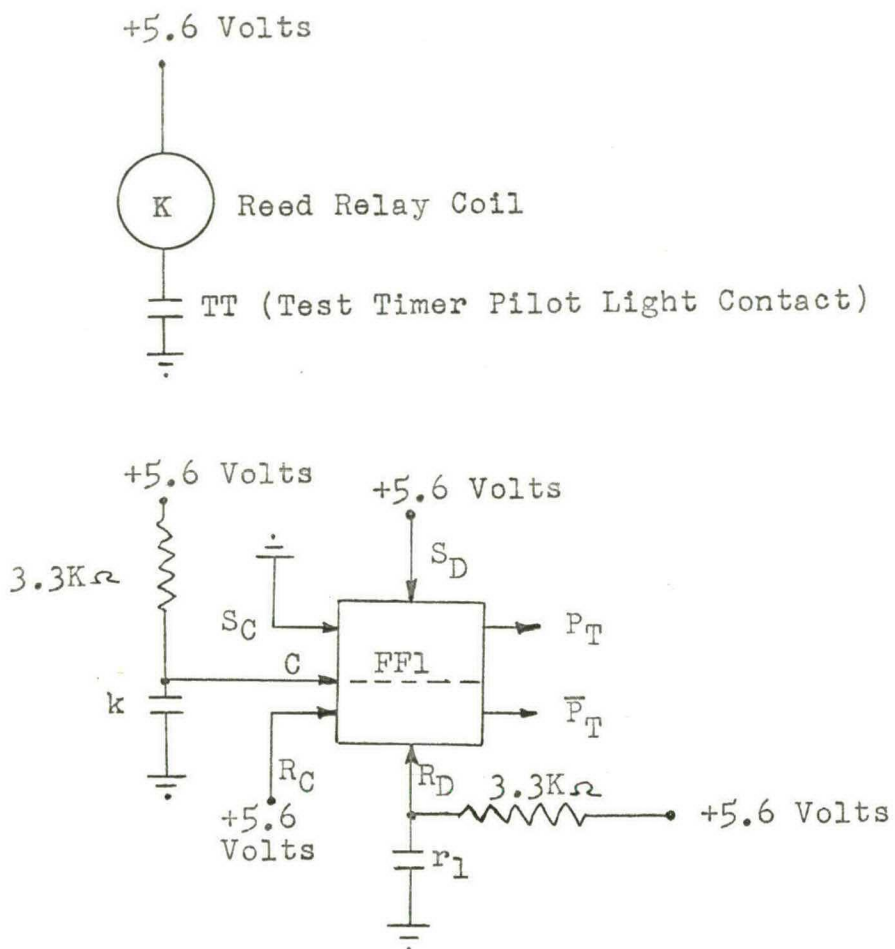 +5.6 Volts
K Reed Relay Coil
TT (Test Timer Pilot Light Contact)
+5.6 Volts
+5.6 Volts
3.3KΩ
S_D
S_C
P_T
C
FF1
k
P̅_T
R_C
R_D
3.3KΩ
+5.6
Volts
+5.6 Volts
r_1